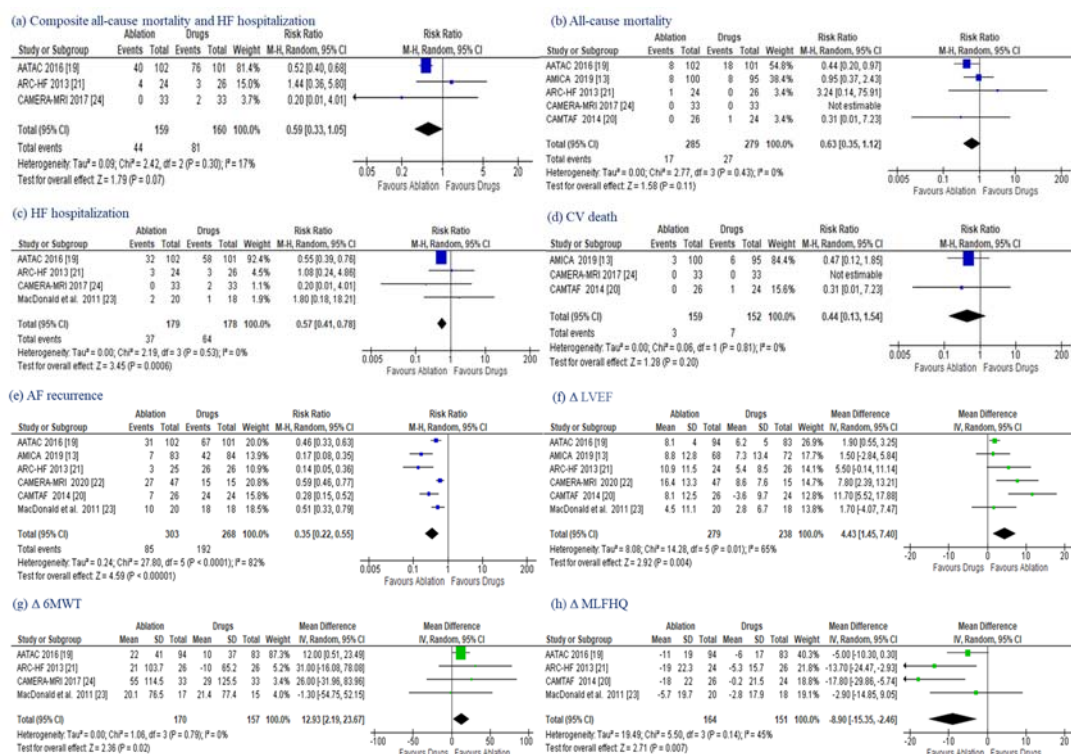 (a) Composite all-cause mortality and HF hospitalization
Ablation Drugs Risk Ratio Risk Ratio
Study or Subgroup Events Total Events Total Weight M-H, Random, 95% CI M-H, Random, 95% CI
AATAC 2016 [19] 40 102 76 101 81.4% 0.52 [0.40, 0.68]
ARC-HF 2013 [21] 4 24 3 26 15.0% 1.44 [0.36, 5.80]
CAMERA-MRI 2017 [24] 0 33 2 33 3.7% 0.20 [0.01, 4.01]
Total (95% CI) 159 160 100.0% 0.59 [0.33, 1.05]
Total events 44 81
Heterogeneity: Tau² = 0.09; Chi² = 2.42, df = 2 (P = 0.30); I² = 17%
Test for overall effect: Z = 1.79 (P = 0.07)
0.005 0.1 1 5 20
Favours Ablation Favours Drugs
(b) All-cause mortality
Ablation Drugs Risk Ratio Risk Ratio
Study or Subgroup Events Total Events Total Weight M-H, Random, 95% CI M-H, Random, 95% CI
AATAC 2016 [19] 8 102 18 101 54.8% 0.44 [0.20, 0.97]
AMICA 2019 [13] 8 100 8 95 38.4% 0.95 [0.37, 2.43]
ARC-HF 2013 [21] 1 24 0 26 3.4% 3.24 [0.14, 75.91]
CAMERA-MRI 2017 [24] 0 33 0 33 Not estimable
CAMTAF 2014 [20] 0 26 1 24 3.4% 0.31 [0.01, 7.23]
Total (95% CI) 285 279 100.0% 0.63 [0.35, 1.12]
Total events 17 27
Heterogeneity: Tau² = 0.00; Chi² = 2.77, df = 3 (P = 0.43); I² = 0%
Test for overall effect: Z = 1.58 (P = 0.11)
0.005 0.1 1 10 200
Favours Ablation Favours Drugs
(c) HF hospitalization
Ablation Drugs Risk Ratio Risk Ratio
Study or Subgroup Events Total Events Total Weight M-H, Random, 95% CI M-H, Random, 95% CI
AATAC 2016 [19] 32 102 58 101 92.4% 0.55 [0.39, 0.76]
ARC-HF 2013 [21] 3 24 3 26 4.5% 1.08 [0.24, 4.86]
CAMERA-MRI 2017 [24] 0 33 2 33 1.2% 0.20 [0.01, 4.01]
MacDonald et al. 2011 [23] 2 20 1 18 1.9% 1.80 [0.18, 18.21]
Total (95% CI) 179 178 100.0% 0.57 [0.41, 0.78]
Total events 37 64
Heterogeneity: Tau² = 0.00; Chi² = 2.19, df = 3 (P = 0.53); I² = 0%
Test for overall effect: Z = 3.45 (P = 0.0006)
0.005 0.1 1 10 200
Favours Ablation Favours Drugs
(d) CV death
Ablation Drugs Risk Ratio Risk Ratio
Study or Subgroup Events Total Events Total Weight M-H, Random, 95% CI M-H, Random, 95% CI
AMICA 2019 [13] 3 100 6 95 84.4% 0.47 [0.12, 1.85]
CAMERA-MRI 2017 [24] 0 33 0 33 Not estimable
CAMTAF 2014 [20] 0 26 1 24 15.6% 0.31 [0.01, 7.23]
Total (95% CI) 159 152 100.0% 0.44 [0.13, 1.54]
Total events 3 7
Heterogeneity: Tau² = 0.00; Chi² = 0.06, df = 1 (P = 0.81); I² = 0%
Test for overall effect: Z = 1.28 (P = 0.20)
0.005 0.1 1 10 200
Favours Ablation Favours Drugs
(e) AF recurrence
Ablation Drugs Risk Ratio Risk Ratio
Study or Subgroup Events Total Events Total Weight M-H, Random, 95% CI M-H, Random, 95% CI
AATAC 2016 [19] 31 102 67 101 20.0% 0.46 [0.33, 0.63]
AMICA 2019 [13] 7 83 42 84 14.0% 0.17 [0.08, 0.35]
ARC-HF 2013 [21] 3 25 26 26 0.14 [0.05, 0.36]
CAMERA-MRI 2020 [22] 27 47 15 15 0.59 [0.46, 0.77]
CAMTAF 2014 [20] 7 26 24 24 0.28 [0.15, 0.52]
MacDonald et al. 2011 [23] 10 20 18 18 18.5% 0.51 [0.33, 0.79]
Total (95% CI) 303 268 100.0% 0.35 [0.22, 0.55]
Total events 85 192
Heterogeneity: Tau² = 0.24; Chi² = 27.80, df = 5 (P < 0.0001); I² = 82%
Test for overall effect: Z = 4.59 (P < 0.00001)
0.01 0.1 1 10 100
Favours Ablation Favours Drugs
(f) Δ LVEF
Ablation Drugs Mean Difference Mean Difference
Study or Subgroup Mean SD Total Mean SD Total Weight IV, Random, 95% CI IV, Random, 95% CI
AATAC 2016 [19] 8.1 4 94 6.2 5 83 26.9% 1.90 [0.55, 3.25]
AMICA 2019 [13] 8.8 12.8 68 7.3 13.4 72 1.50 [-2.84, 5.84]
ARC-HF 2013 [21] 10.9 11.5 24 5.4 8.5 26 5.50 [-0.14, 11.14]
CAMERA-MRI 2020 [22] 16.4 13.3 47 8.6 7.6 15 7.80 [2.39, 13.21]
CAMTAF 2014 [20] 8.1 12.5 26 -3.6 9.7 24 11.70 [5.52, 17.88]
MacDonald et al. 2011 [23] 4.5 11.1 20 2.8 6.7 18 1.70 [-4.07, 7.47]
Total (95% CI) 279 238 100.0% 4.43 [1.45, 7.40]
Heterogeneity: Tau² = 8.08; Chi² = 14.28, df = 5 (P = 0.01); I² = 65%
Test for overall effect: Z = 2.92 (P = 0.004)
-20 -10 0 10 20
Favours Ablation Favours Drugs
(g) Δ 6MWT
Ablation Drugs Mean Difference Mean Difference
Study or Subgroup Mean SD Total Mean SD Total Weight IV, Random, 95% CI IV, Random, 95% CI
AATAC 2016 [19] 22 41 94 10 37 83 87.3% 12.00 [0.51, 23.49]
ARC-HF 2013 [21] 21 103.7 26 -10 65.2 26 31.00 [-16.08, 78.08]
CAMERA-MRI 2017 [24] 55 114.5 33 29 125.5 33 26.00 [-31.96, 83.96]
MacDonald et al. 2011 [23] 20.1 76.5 17 21.4 77.4 15 -1.30 [-54.75, 52.15]
Total (95% CI) 170 157 100.0% 12.93 [2.19, 23.67]
Heterogeneity: Tau² = 0.00; Chi² = 1.06, df = 3 (P = 0.79); I² = 0%
Test for overall effect: Z = 2.36 (P = 0.02)
-100 -50 0 50 100
Favours Ablation Favours Drugs
(h) Δ MLFHQ
Ablation Drugs Mean Difference Mean Difference
Study or Subgroup Mean SD Total Mean SD Total Weight IV, Random, 95% CI IV, Random, 95% CI
AATAC 2016 [19] -11 19 94 -6 17 83 40.3% -5.00 [-10.30, 0.30]
ARC-HF 2013 [21] -19 22.3 24 -5.3 15.7 26 -13.70 [-24.47, -2.93]
CAMTAF 2014 [20] -18 22 26 -0.2 21.5 24 -17.80 [-29.86, -5.74]
MacDonald et al. 2011 [23] -5.7 19.7 20 -2.8 17.9 18 -2.90 [-14.85, 9.05]
Total (95% CI) 164 151 100.0% -8.90 [-15.35, -2.46]
Heterogeneity: Tau² = 19.49; Chi² = 5.50, df = 3 (P = 0.14); I² = 45%
Test for overall effect: Z = 2.71 (P = 0.007)
-20 -10 0 10 20
Favours Ablation Favours Drugs